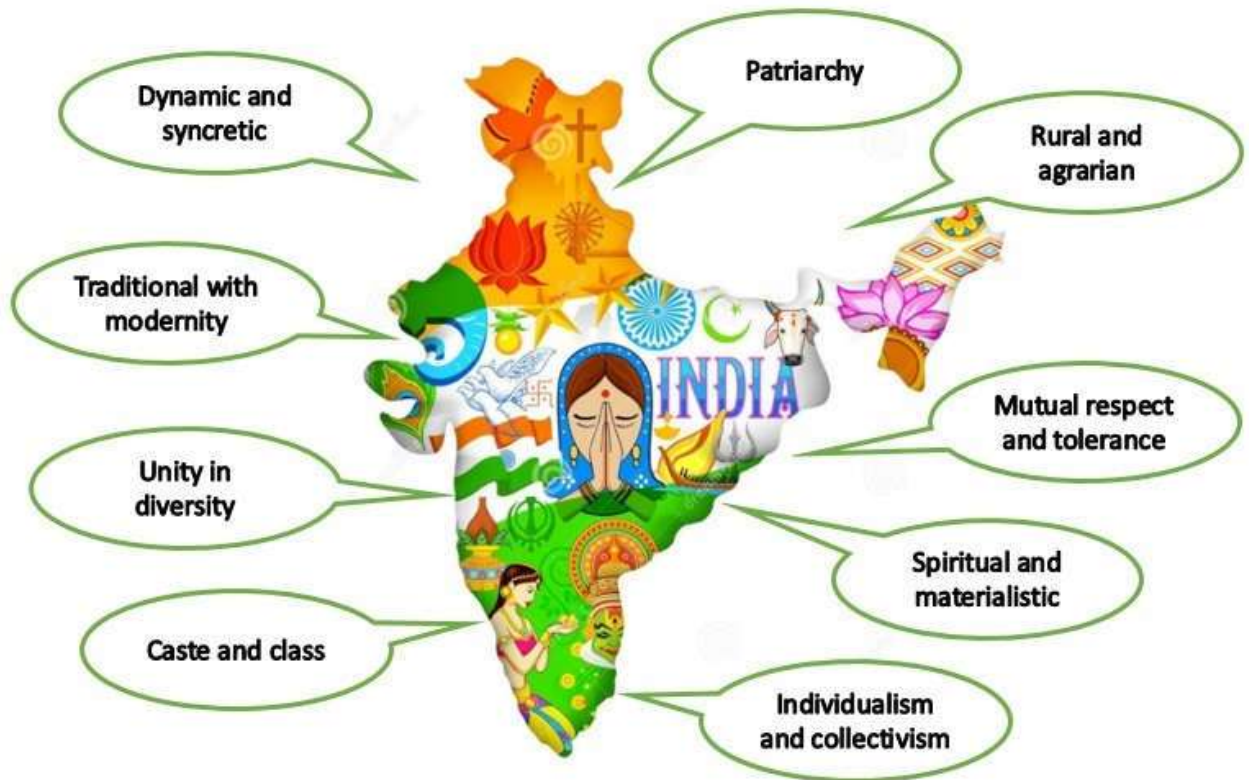 Dynamic and
syncretic
Patriarchy
Rural and
agrarian
Traditional with
modernity
INDIA
Mutual respect
and tolerance
Unity in
diversity
Spiritual and
materialistic
Caste and class
Individualism
and collectivism